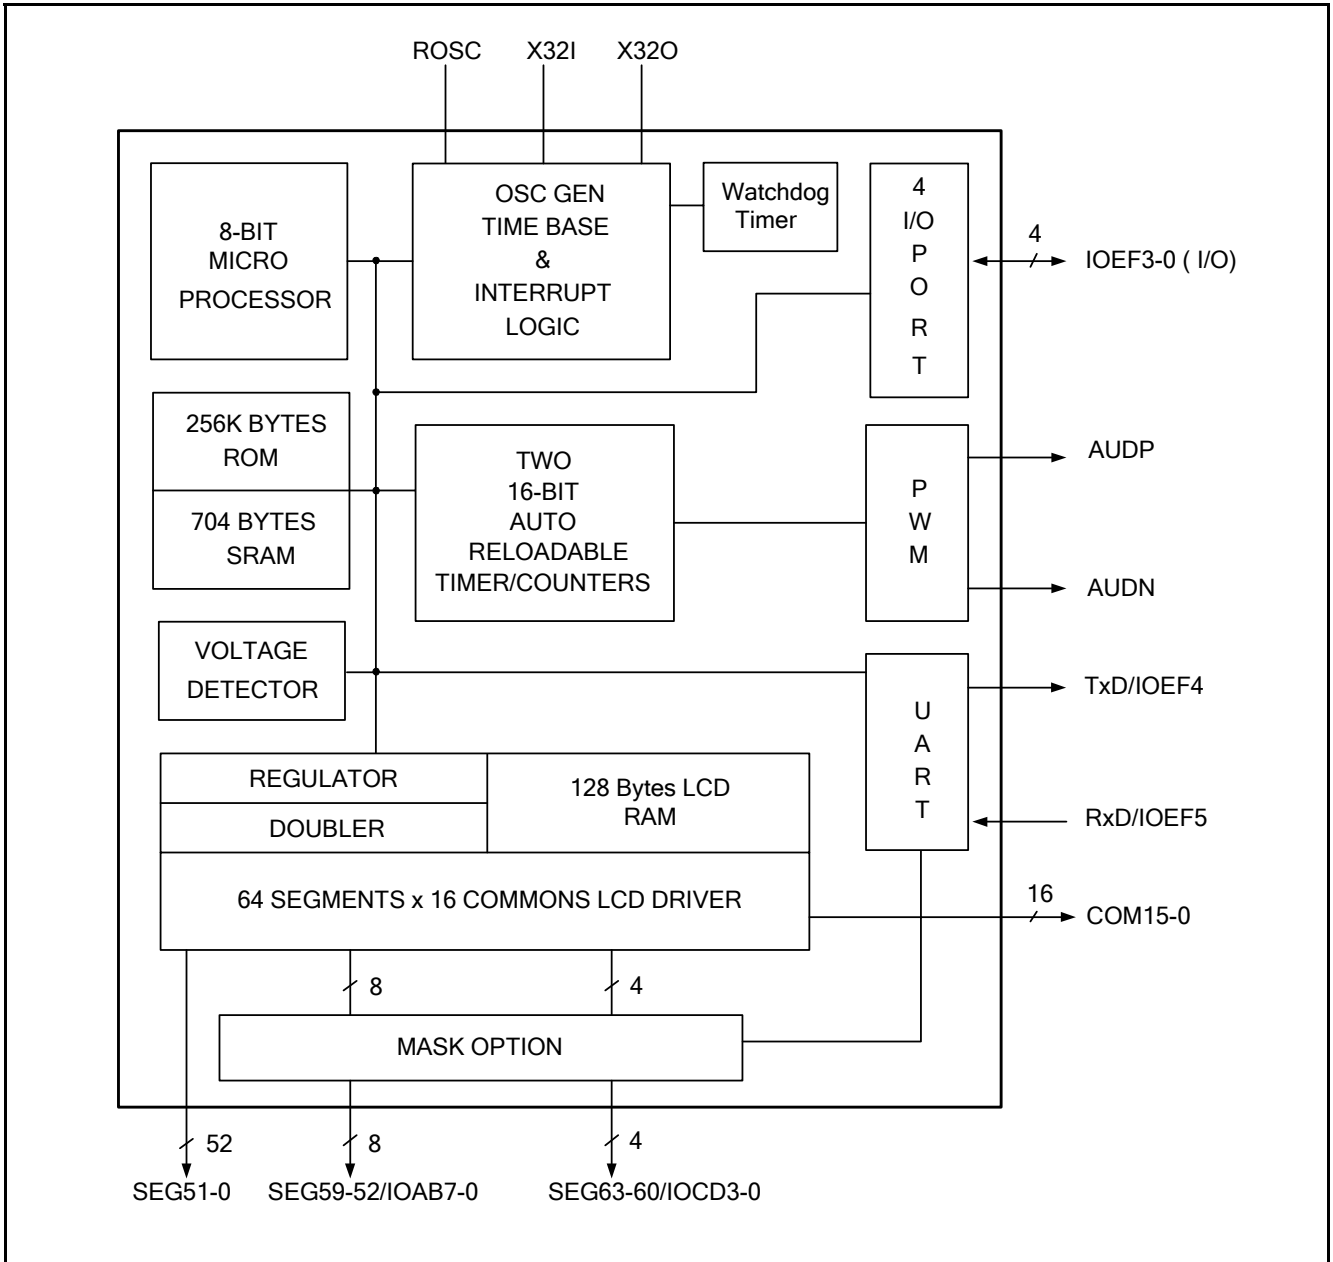 ROSC X32I X32O
8-BIT
MICRO
PROCESSOR
OSC GEN
TIME BASE
&
INTERRUPT
LOGIC
Watchdog
Timer
4
I/O
P
O
R
T
4
IOEF3-0 ( I/O)
256K BYTES
ROM
704 BYTES
SRAM
TWO
16-BIT
AUTO
RELOADABLE
TIMER/COUNTERS
P
W
M
AUDP
AUDN
VOLTAGE
DETECTOR
U
A
R
T
TxD/IOEF4
RxD/IOEF5
REGULATOR
DOUBLER
128 Bytes LCD
RAM
64 SEGMENTS x 16 COMMONS LCD DRIVER
16
COM15-0
8
4
MASK OPTION
52
8
4
SEG51-0
SEG59-52/IOAB7-0
SEG63-60/IOCD3-0